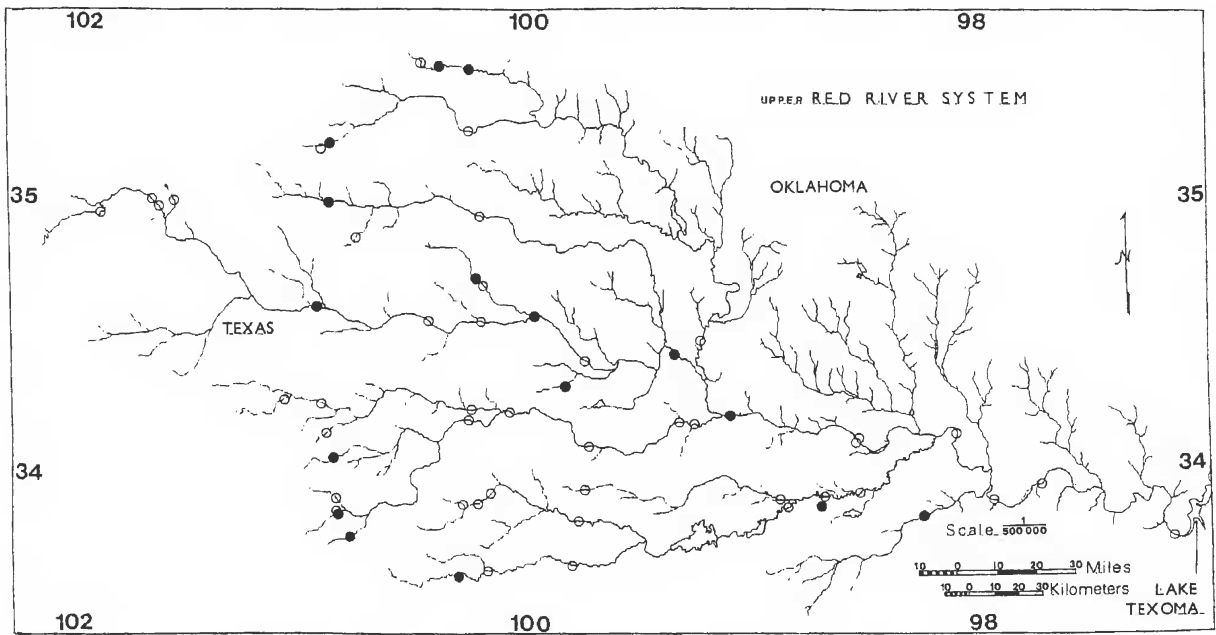 102 100 98
UPPER RED RIVER SYSTEM
OKLAHOMA
35 35
N
TEXAS
34 34
Scale 1/500 000
10 0 10 20 30 Miles
10 0 10 20 30 Kilometers
LAKE
TEXOMA
102 100 98